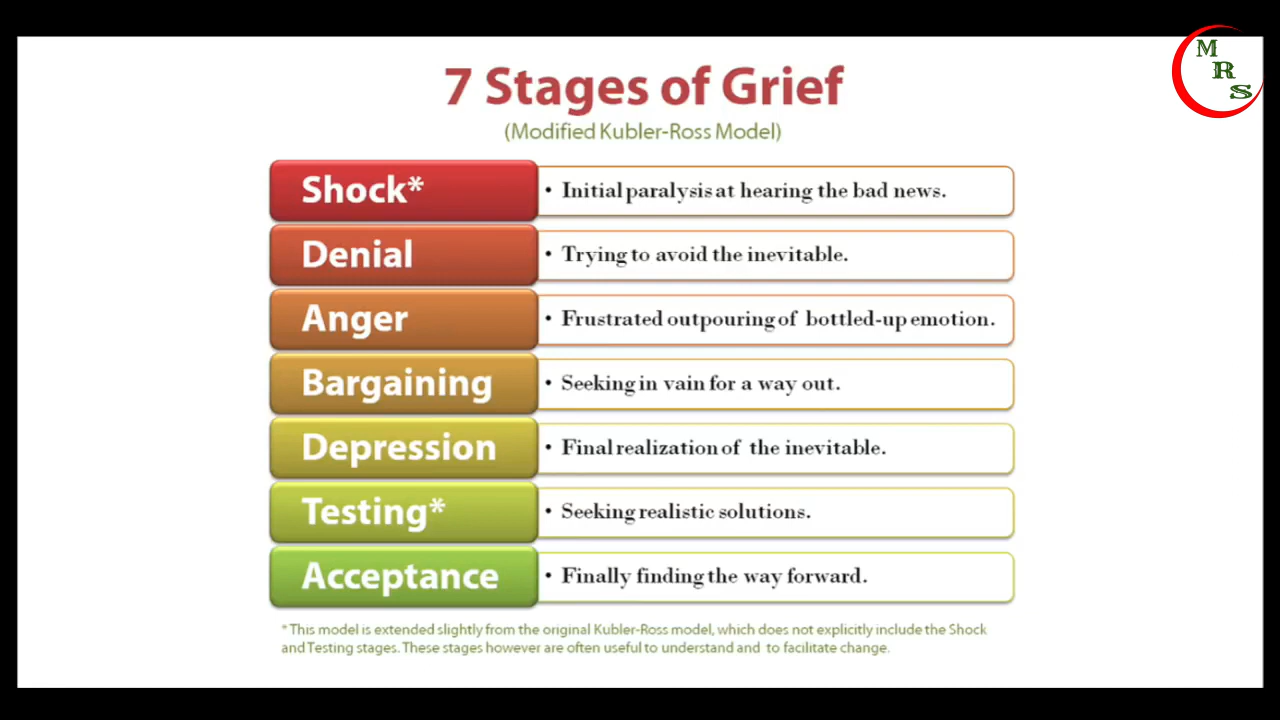 M
R
S
7 Stages of Grief
(Modified Kubler-Ross Model)
Shock*
• Initial paralysis at hearing the bad news.
Denial
• Trying to avoid the inevitable.
Anger
• Frustrated outpouring of bottled-up emotion.
Bargaining
• Seeking in vain for a way out.
Depression
• Final realization of the inevitable.
Testing*
• Seeking realistic solutions.
Acceptance
• Finally finding the way forward.
* This model is extended slightly from the original Kubler-Ross model, which does not explicitly include the Shock
and Testing stages. These stages however are often useful to understand and to facilitate change.